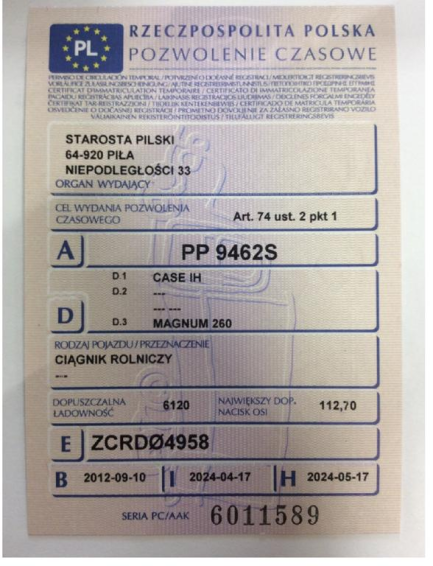 PL
RZECZPOSPOLITA POLSKA
POZWOLENIE CZASOWE
STAROSTA PILSKI
64-920 PIŁA
NIEPODLEGŁOŚCI 33
ORGAN WYDAJĄCY
CEL WYDANIA POZWOLENIA
CZASOWEGO
Art. 74 ust. 2 pkt 1
A PP 9462S
D.1 CASE IH
D.2 ---
--- ---
D
D.3 MAGNUM 260
RODZAJ POJAZDU / PRZEZNACZENIE
CIĄGNIK ROLNICZY
---
DOPUSZCZALNA
ŁADOWNOŚĆ
6120
NAJWIĘKSZY DOP.
NACISK OSI
112,70
E ZCRDØ4958
B 2012-09-10 I 2024-04-17 H 2024-05-17
SERIA PC/AAK 6011589